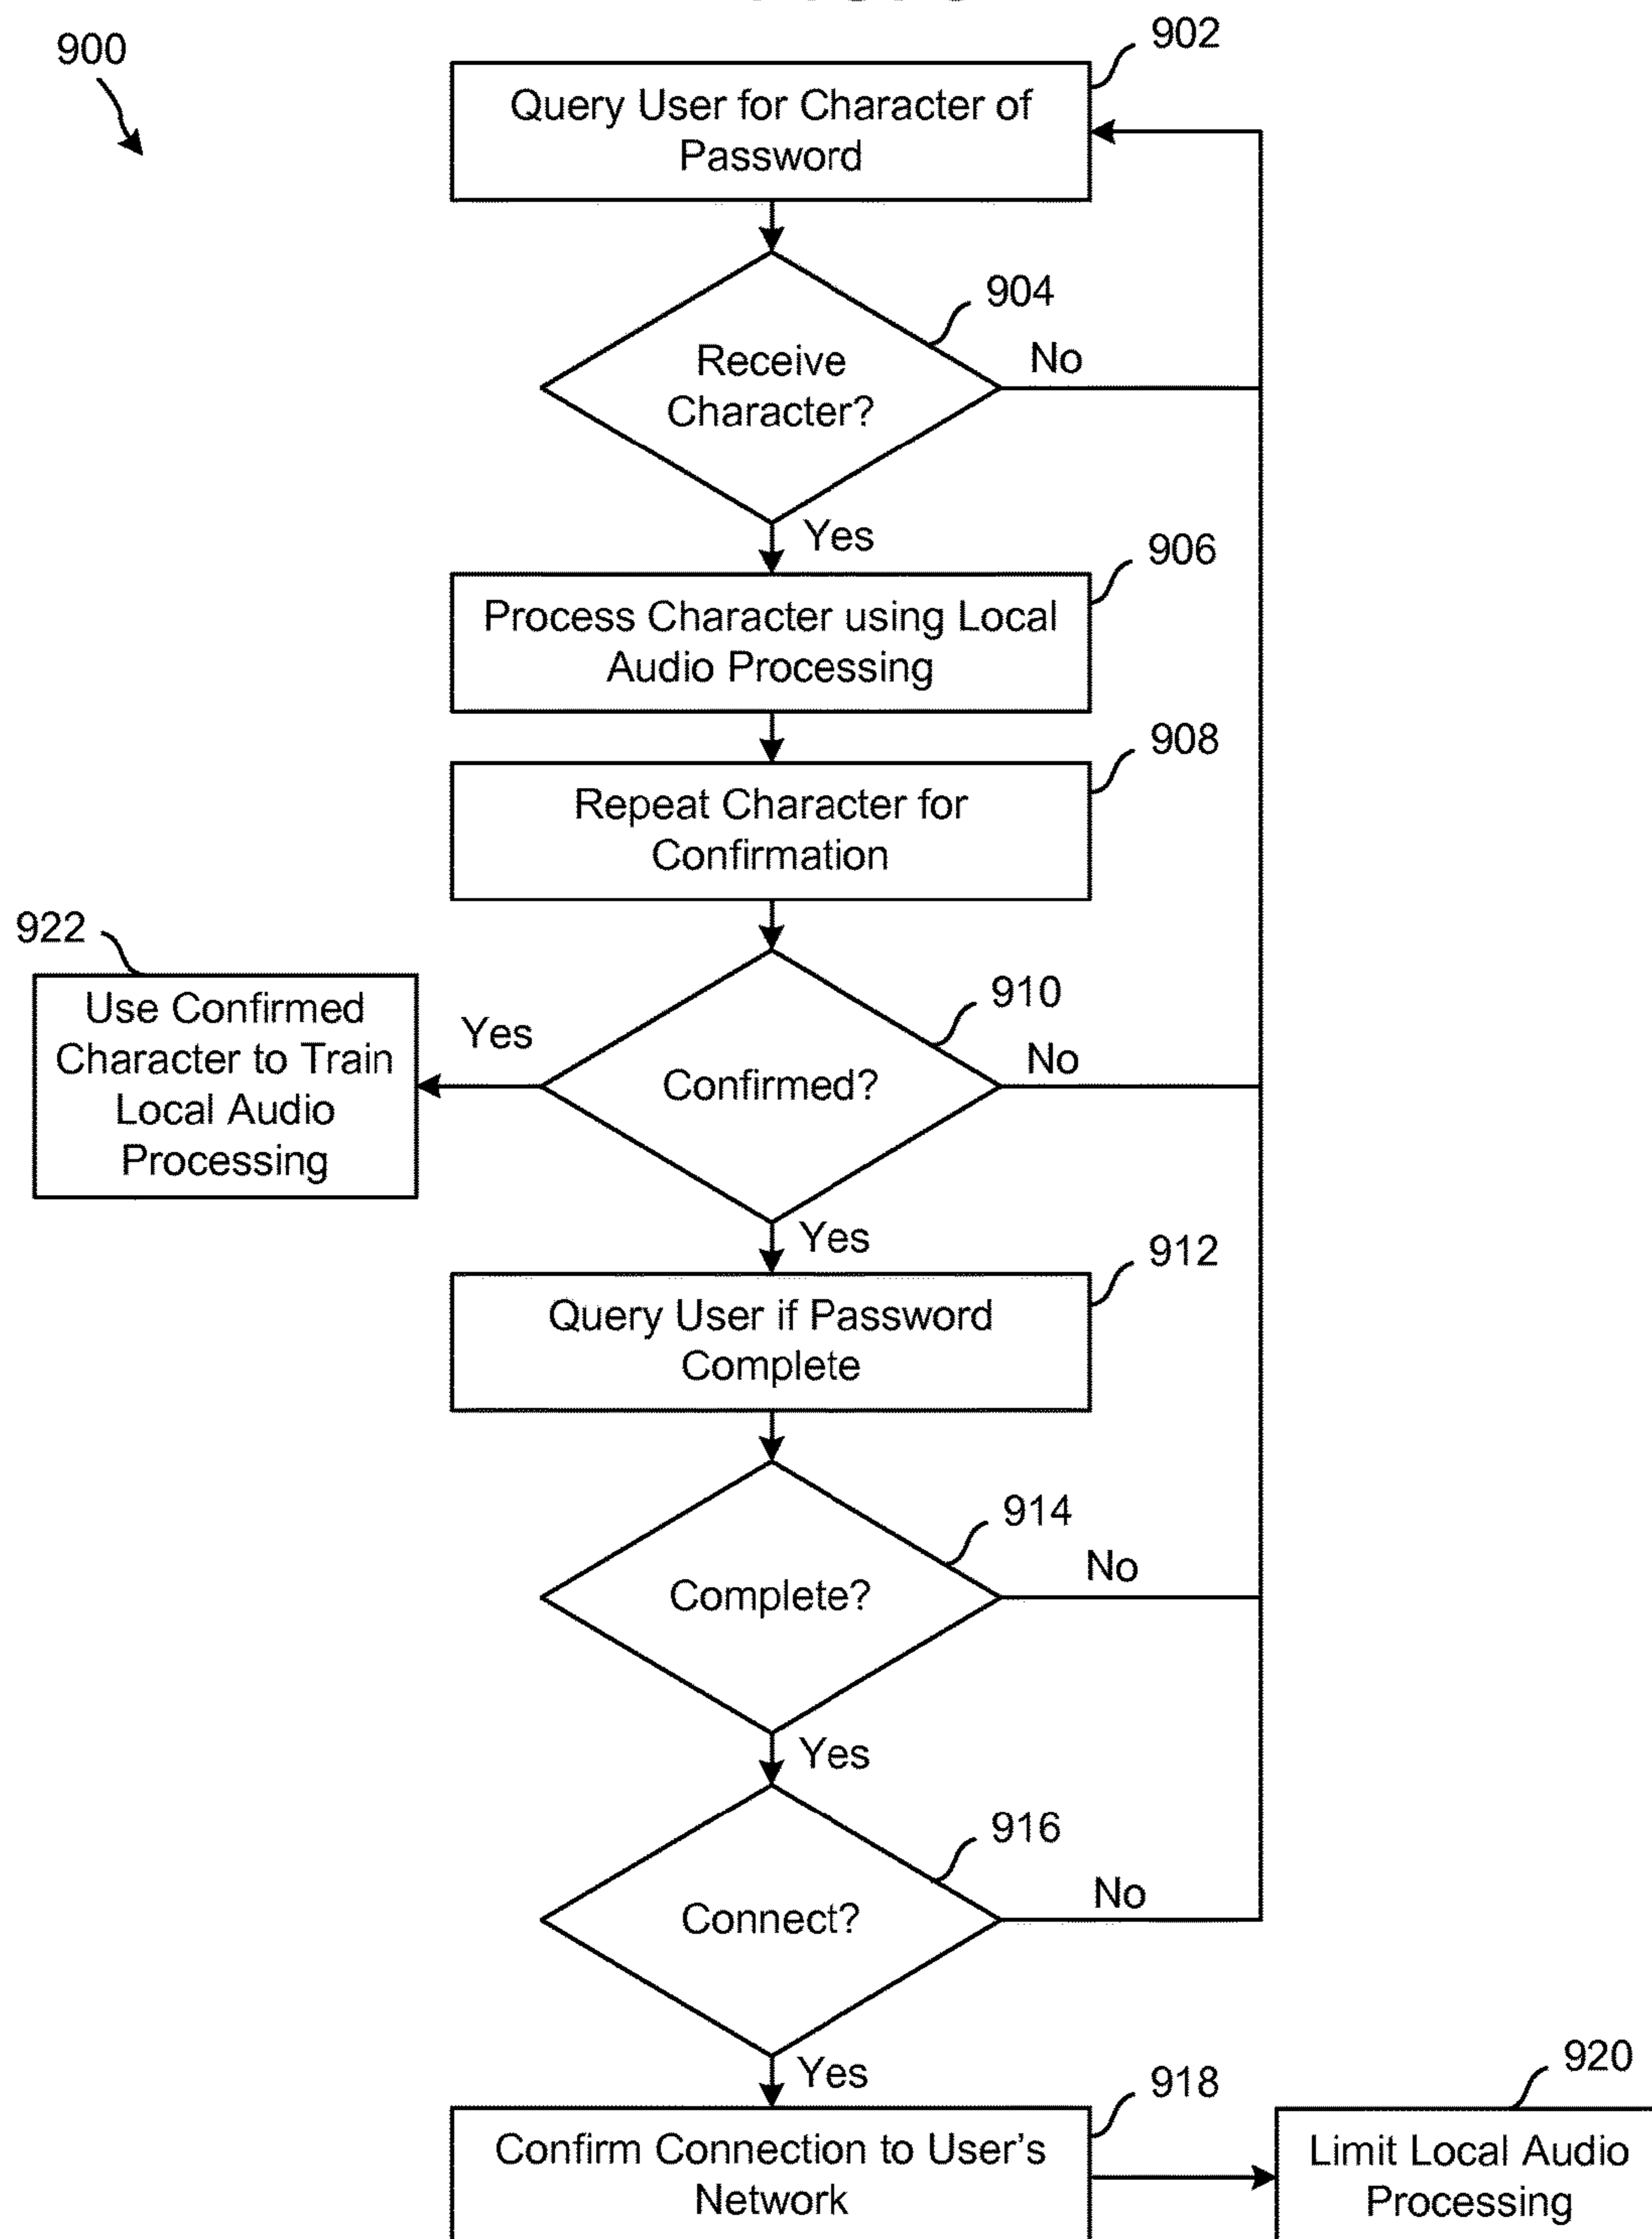 900
902
Query User for Character of
Password
904
Receive
Character?
No
Yes
906
Process Character using Local
Audio Processing
908
Repeat Character for
Confirmation
922
Use Confirmed
Character to Train
Local Audio
Processing
Yes
910
Confirmed?
No
Yes
912
Query User if Password
Complete
914
Complete?
No
Yes
916
Connect?
No
Yes
918
Confirm Connection to User's
Network
920
Limit Local Audio
Processing